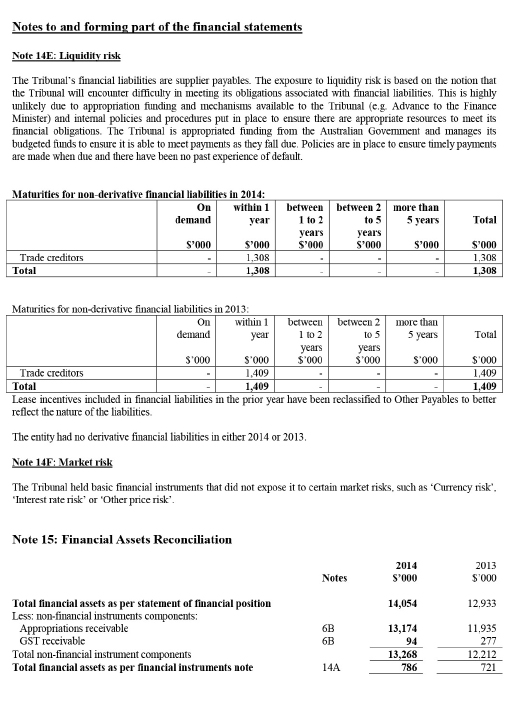 Notes to and forming part of the financial statements
Note 14E: Liquidity risk
The Tribunal's financial liabilities are supplier payables. The exposure to liquidity risk is based on the notion that
the Tribunal will encounter difficulty in meeting its obligations associated with financial liabilities. This is highly
unlikely due to appropriation funding and mechanisms available to the Tribunal (e.g. Advance to the Finance
Minister) and internal policies and procedures put in place to ensure there are appropriate resources to meet its
financial obligations. The Tribunal is appropriated funding from the Australian Government and manages its
budgeted funds to ensure it is able to meet payments as they fall due. Policies are in place to ensure timely payments
are made when due and there have been no past experience of default.
Maturities for non-derivative financial liabilities in 2014:
On within 1 between between 2 more than
demand year 1 to 2 to 5 5 years Total
years years
$'000 $'000 $'000 $'000 $'000 $'000
Trade creditors - 1,308 - - - 1,308
Total - 1,308 - - - 1,308
Maturities for non-derivative financial liabilities in 2013:
On within 1 between between 2 more than
demand year 1 to 2 to 5 5 years Total
years years
$'000 $'000 $'000 $'000 $'000 $'000
Trade creditors - 1,409 - - - 1,409
Total - 1,409 - - - 1,409
Lease incentives included in financial liabilities in the prior year have been reclassified to Other Payables to better
reflect the nature of the liabilities.
The entity had no derivative financial liabilities in either 2014 or 2013.
Note 14F: Market risk
The Tribunal held basic financial instruments that did not expose it to certain market risks, such as 'Currency risk',
'Interest rate risk' or 'Other price risk'.
Note 15: Financial Assets Reconciliation
2014 2013
Notes $'000 $'000
Total financial assets as per statement of financial position 14,054 12,933
Less: non-financial instruments components:
Appropriations receivable 6B 13,174 11,935
GST receivable 6B 94 277
Total non-financial instrument components 13,268 12,212
Total financial assets as per financial instruments note 14A 786 721